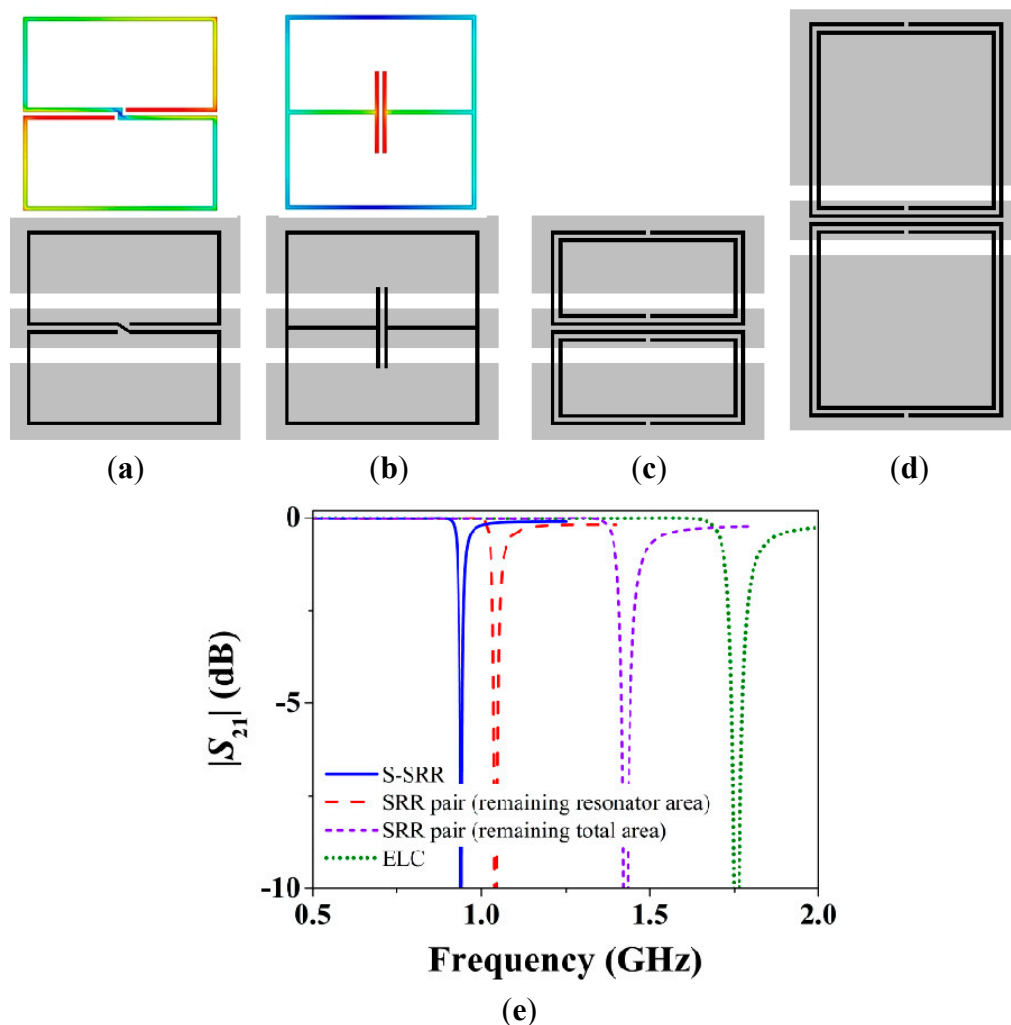 (a)
(b)
(c)
(d)
|S21| (dB)
0
-5
-10
S-SRR
SRR pair (remaining resonator area)
SRR pair (remaining total area)
ELC
0.5 1.0 1.5 2.0
Frequency (GHz)
(e)